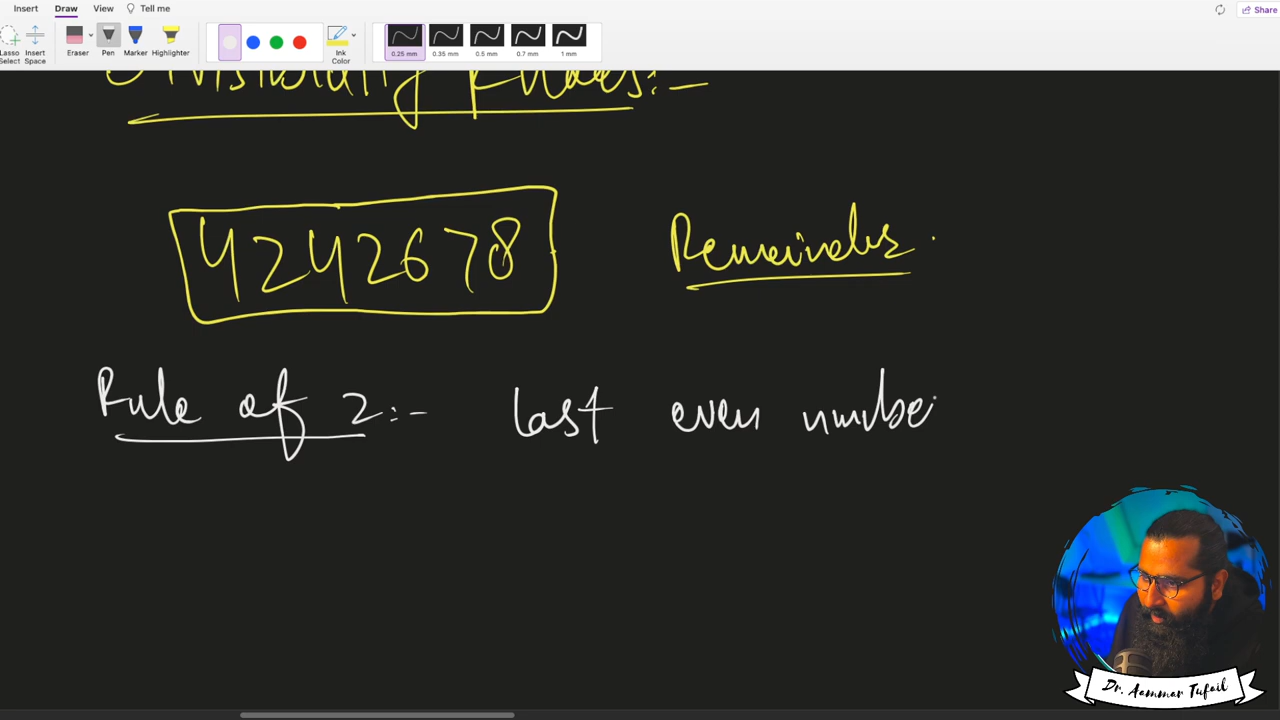 Insert Draw View Tell me
Share
Lasso Select Insert Space Eraser Pen Marker Highlighter Ink Color 0.25 mm 0.35 mm 0.5 mm 0.7 mm 1 mm
Divisibility Rules:-
4242678 Remainder.
Rule of 2:- last even numbe
Dr. Aammar Tufail